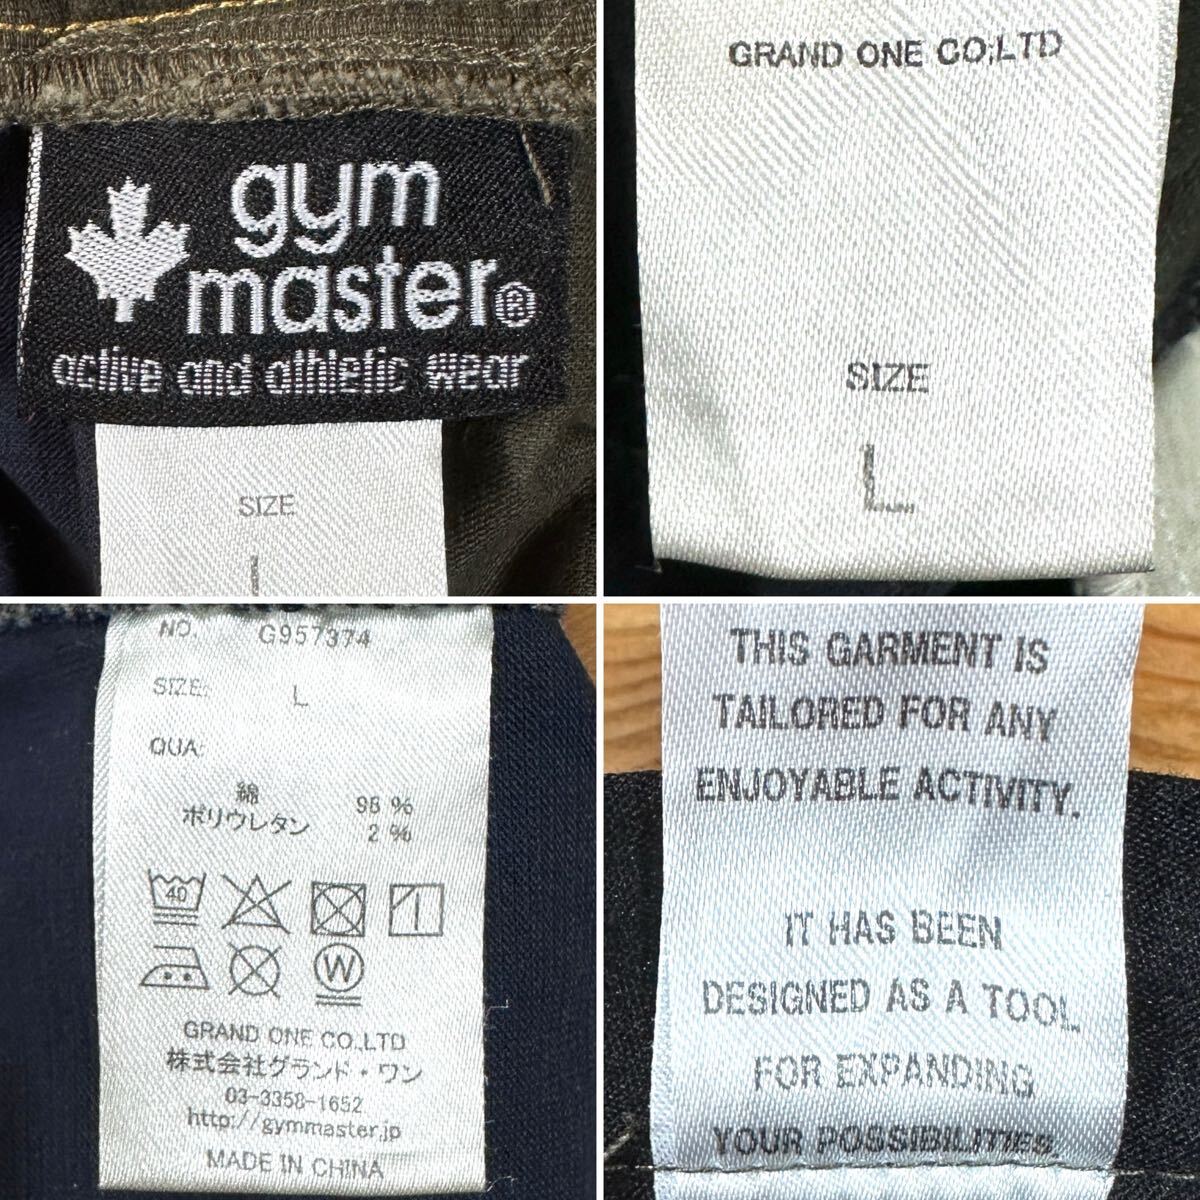 gym
master®
active and athletic wear
SIZE
L
GRAND ONE CO.,LTD
SIZE
L
NO. G957374
SIZE: L
QUA:
綿 98 %
ポリウレタン 2 %
40
W
GRAND ONE CO.,LTD
株式会社グランド・ワン
03-3358-1652
http://gymmaster.jp
MADE IN CHINA
THIS GARMENT IS
TAILORED FOR ANY
ENJOYABLE ACTIVITY.
IT HAS BEEN
DESIGNED AS A TOOL
FOR EXPANDING
YOUR POSSIBILITIES.